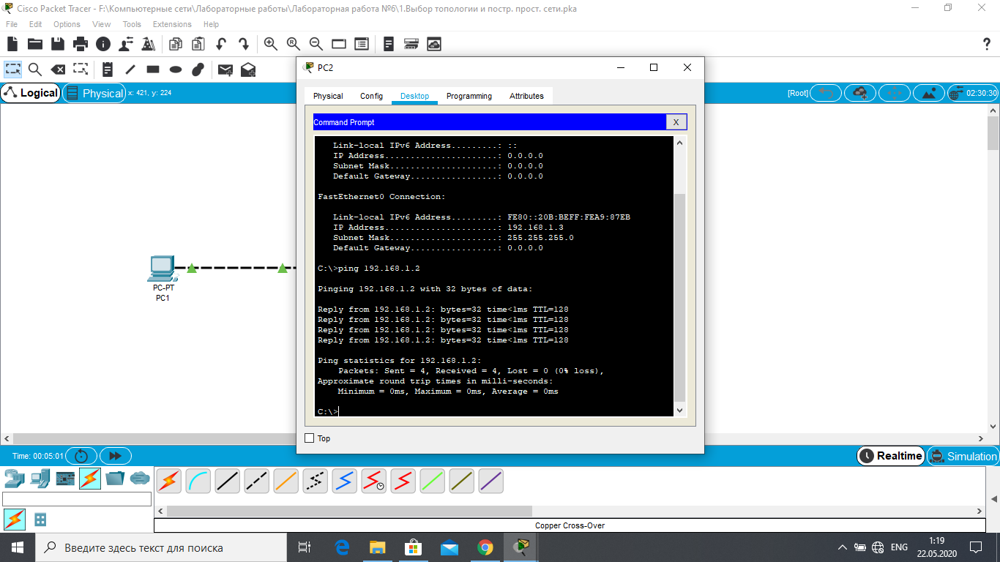 Cisco Packet Tracer - F:\Компьютерные сети\Лабораторные работы\Лабораторная работа №6\1.Выбор топологии и постр. прост. сети.pka
File Edit Options View Tools Extensions Help
?
PC2
Logical Physical x: 421, y: 224
[Root] 02:30:30
Physical Config Desktop Programming Attributes
Command Prompt X
Link-local IPv6 Address.........: ::
IP Address......................: 0.0.0.0
Subnet Mask.....................: 0.0.0.0
Default Gateway.................: 0.0.0.0
FastEthernet0 Connection:
Link-local IPv6 Address.........: FE80::20B:BEFF:FEA9:87EB
IP Address......................: 192.168.1.3
Subnet Mask.....................: 255.255.255.0
Default Gateway.................: 0.0.0.0
C:\>ping 192.168.1.2
Pinging 192.168.1.2 with 32 bytes of data:
Reply from 192.168.1.2: bytes=32 time<1ms TTL=128
Reply from 192.168.1.2: bytes=32 time<1ms TTL=128
Reply from 192.168.1.2: bytes=32 time<1ms TTL=128
Reply from 192.168.1.2: bytes=32 time<1ms TTL=128
Ping statistics for 192.168.1.2:
Packets: Sent = 4, Received = 4, Lost = 0 (0% loss),
Approximate round trip times in milli-seconds:
Minimum = 0ms, Maximum = 0ms, Average = 0ms
C:\>
Top
PC-PT
PC1
Time: 00:05:01
Realtime Simulation
Copper Cross-Over
Введите здесь текст для поиска
ENG
1:19
22.05.2020